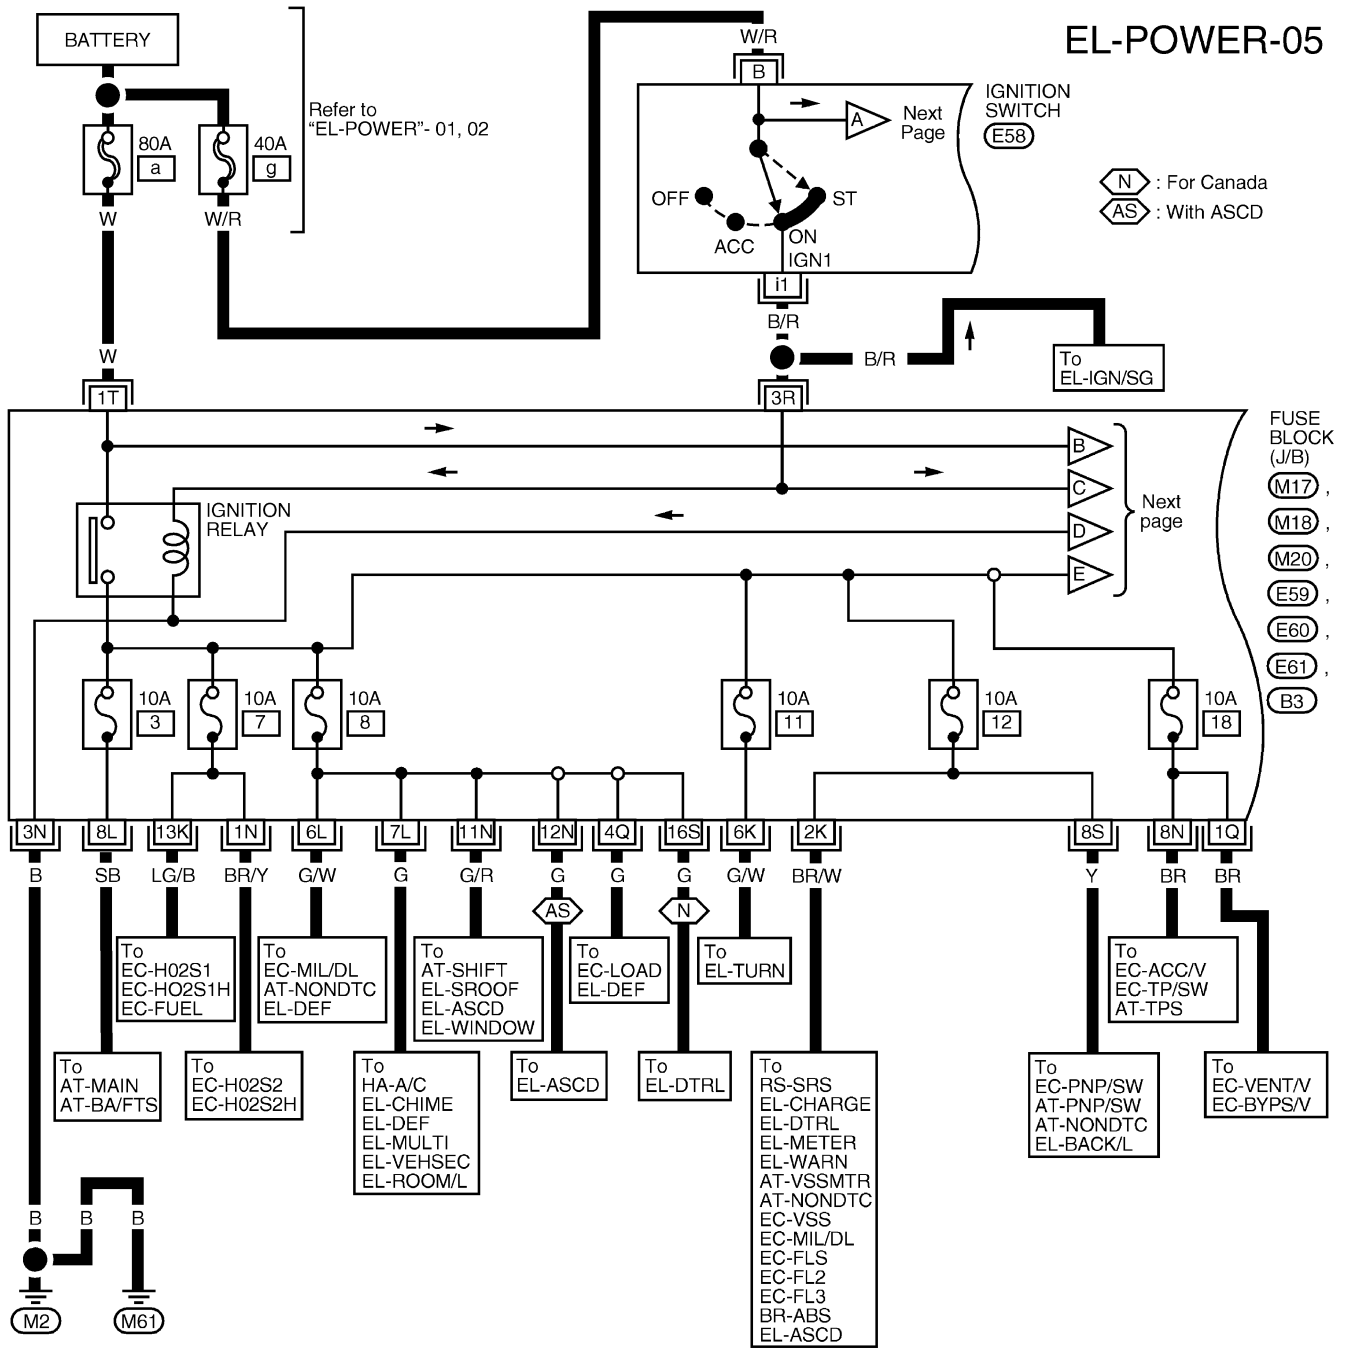 BATTERY
W/R
EL-POWER-05
B
IGNITION
SWITCH
E58
Refer to
"EL-POWER"- 01, 02
A
Next
Page
80A
a
40A
g
N : For Canada
AS : With ASCD
OFF
ST
ACC
ON
IGN1
W
W/R
i1
B/R
W
B/R
To
EL-IGN/SG
1T
3R
FUSE
BLOCK
(J/B)
M17 ,
M18 ,
M20 ,
E59 ,
E60 ,
E61 ,
B3
B
C
D
E
Next
page
IGNITION
RELAY
10A
3
10A
7
10A
8
10A
11
10A
12
10A
18
3N
8L
13K
1N
6L
7L
11N
12N
4Q
16S
6K
2K
8S
8N
1Q
B
SB
LG/B
BR/Y
G/W
G
G/R
G
G
G
G/W
BR/W
Y
BR
BR
AS
N
To
EC-H02S1
EC-HO2S1H
EC-FUEL
To
EC-MIL/DL
AT-NONDTC
EL-DEF
To
AT-SHIFT
EL-SROOF
EL-ASCD
EL-WINDOW
To
EC-LOAD
EL-DEF
To
EL-TURN
To
EC-ACC/V
EC-TP/SW
AT-TPS
To
AT-MAIN
AT-BA/FTS
To
EC-H02S2
EC-H02S2H
To
HA-A/C
EL-CHIME
EL-DEF
EL-MULTI
EL-VEHSEC
EL-ROOM/L
To
EL-ASCD
To
EL-DTRL
To
RS-SRS
EL-CHARGE
EL-DTRL
EL-METER
EL-WARN
AT-VSSMTR
AT-NONDTC
EC-VSS
EC-MIL/DL
EC-FLS
EC-FL2
EC-FL3
BR-ABS
EL-ASCD
To
EC-PNP/SW
AT-PNP/SW
AT-NONDTC
EL-BACK/L
To
EC-VENT/V
EC-BYPS/V
B
B
B
M2
M61